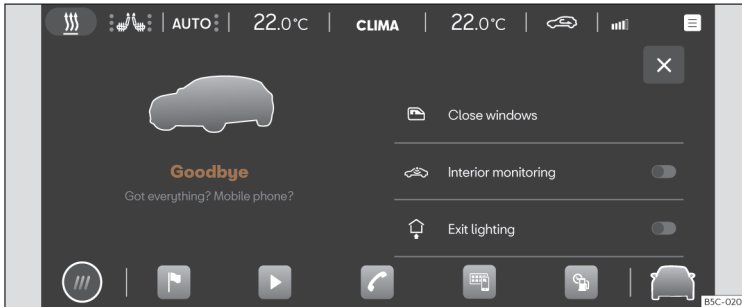 AUTO 22.0°C CLIMA 22.0°C
Close windows
Goodbye
Interior monitoring
Got everything? Mobile phone?
Exit lighting
B5C-020